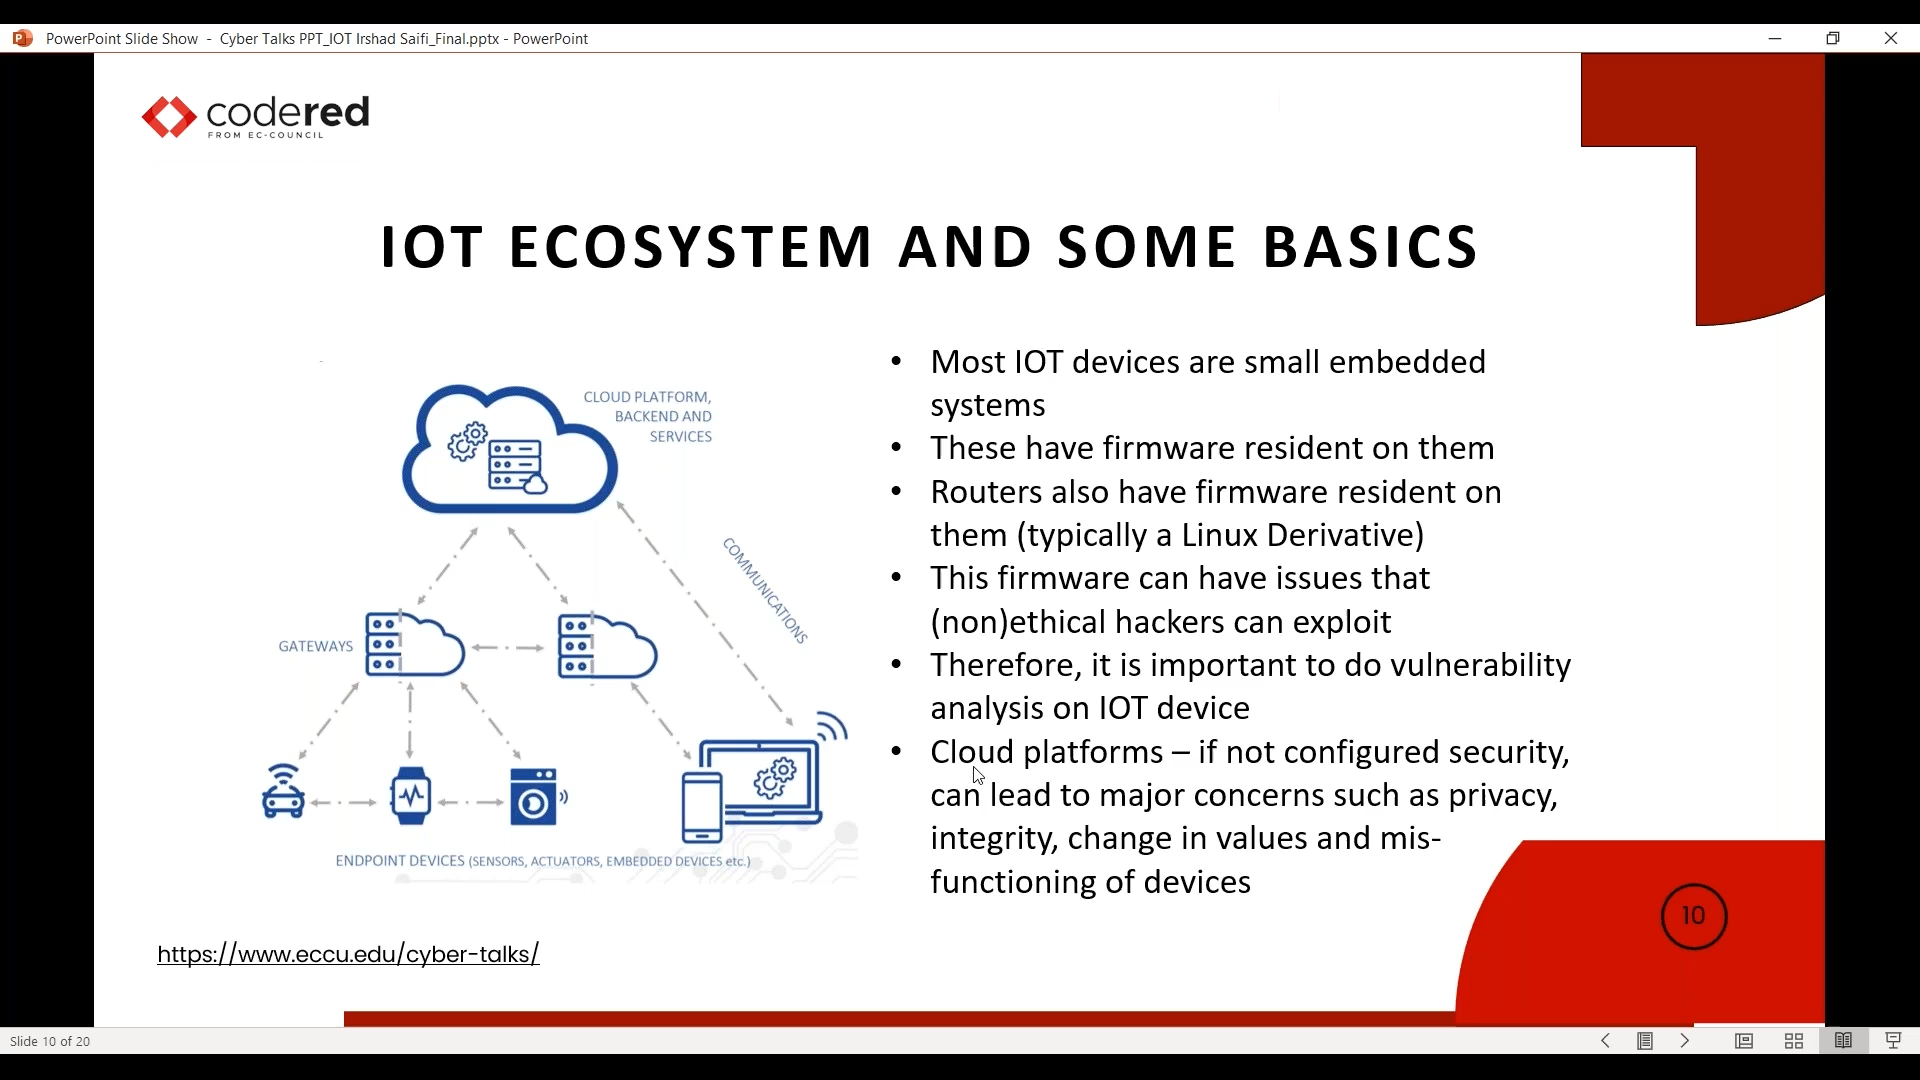 PowerPoint Slide Show - Cyber Talks PPT_IOT Irshad Saifi_Final.pptx - PowerPoint
codered
FROM EC-COUNCIL
IOT ECOSYSTEM AND SOME BASICS
CLOUD PLATFORM,
BACKEND AND
SERVICES
COMMUNICATIONS
GATEWAYS
ENDPOINT DEVICES (SENSORS, ACTUATORS, EMBEDDED DEVICES etc.)
• Most IOT devices are small embedded
systems
• These have firmware resident on them
• Routers also have firmware resident on
them (typically a Linux Derivative)
• This firmware can have issues that
(non)ethical hackers can exploit
• Therefore, it is important to do vulnerability
analysis on IOT device
• Cloud platforms – if not configured security,
can lead to major concerns such as privacy,
integrity, change in values and mis-
functioning of devices
10
https://www.eccu.edu/cyber-talks/
Slide 10 of 20